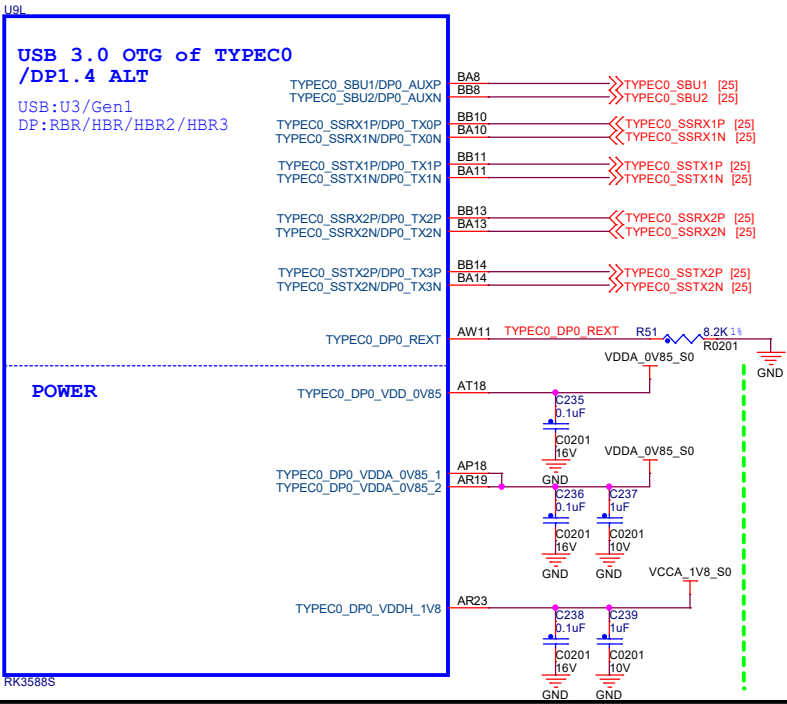 U9L
USB 3.0 OTG of TYPEC0
/DP1.4 ALT
USB:U3/Gen1
DP:RBR/HBR/HBR2/HBR3
TYPEC0_SBU1/DP0_AUXP BA8 TYPEC0_SBU1 [25]
TYPEC0_SBU2/DP0_AUXN BB8 TYPEC0_SBU2 [25]
TYPEC0_SSRX1P/DP0_TX0P BB10 TYPEC0_SSRX1P [25]
TYPEC0_SSRX1N/DP0_TX0N BA10 TYPEC0_SSRX1N [25]
TYPEC0_SSTX1P/DP0_TX1P BB11 TYPEC0_SSTX1P [25]
TYPEC0_SSTX1N/DP0_TX1N BA11 TYPEC0_SSTX1N [25]
TYPEC0_SSRX2P/DP0_TX2P BB13 TYPEC0_SSRX2P [25]
TYPEC0_SSRX2N/DP0_TX2N BA13 TYPEC0_SSRX2N [25]
TYPEC0_SSTX2P/DP0_TX3P BB14 TYPEC0_SSTX2P [25]
TYPEC0_SSTX2N/DP0_TX3N BA14 TYPEC0_SSTX2N [25]
TYPEC0_DP0_REXT AW11 TYPEC0_DP0_REXT R51 8.2K 1%
R0201
GND
VDDA_0V85_S0
POWER
TYPEC0_DP0_VDD_0V85 AT18
C235
0.1uF
C0201
16V
GND
VDDA_0V85_S0
TYPEC0_DP0_VDDA_0V85_1 AP18
TYPEC0_DP0_VDDA_0V85_2 AR19
C236 C237
0.1uF 1uF
C0201 C0201
16V 10V
GND GND
VCCA_1V8_S0
TYPEC0_DP0_VDDH_1V8 AR23
C238 C239
0.1uF 1uF
C0201 C0201
16V 10V
GND GND
RK3588S